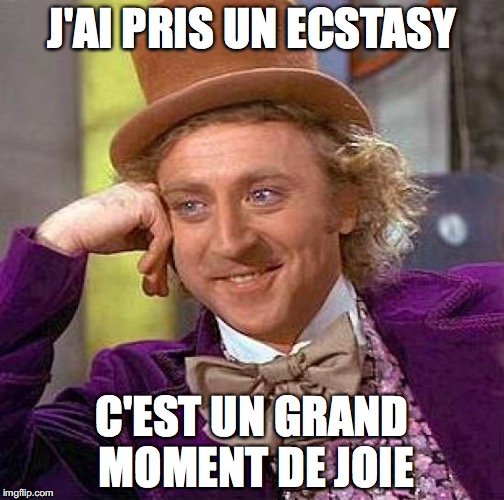 J'AI PRIS UN ECSTASY
C'EST UN GRAND
MOMENT DE JOIE
imgflip.com